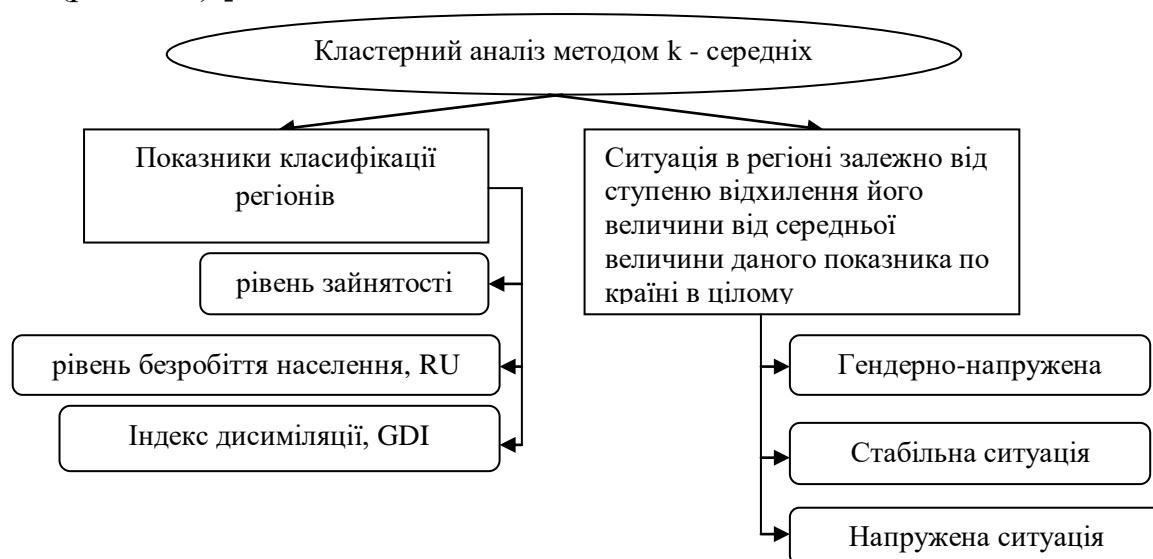 Кластерний аналіз методом k - середніх
Показники класифікації
регіонів
рівень зайнятості
рівень безробіття населення, RU
Індекс дисиміляції, GDI
Ситуація в регіоні залежно від
ступеню відхилення його
величини від середньої
величини даного показника по
країні в цілому
Гендерно-напружена
Стабільна ситуація
Напружена ситуація